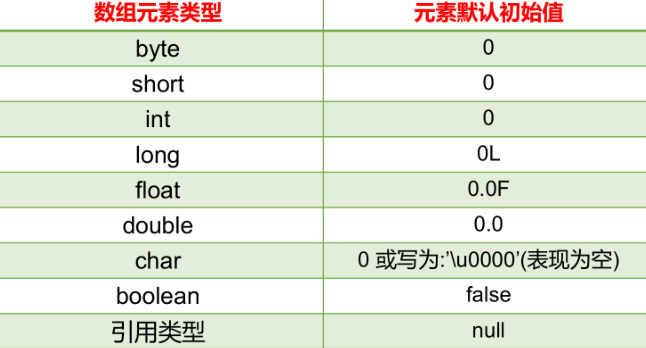 数组元素类型 元素默认初始值
byte 0
short 0
int 0
long 0L
float 0.0F
double 0.0
char 0 或写为:’\u0000’(表现为空)
boolean false
引用类型 null